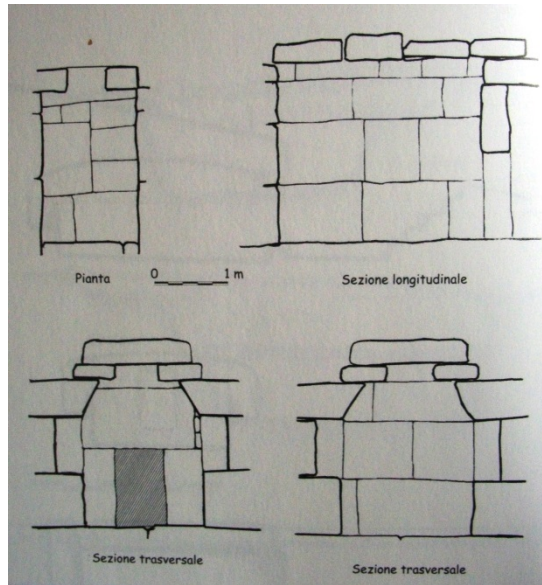 Pianta
0 1 m
Sezione longitudinale
Sezione trasversale
Sezione trasversale